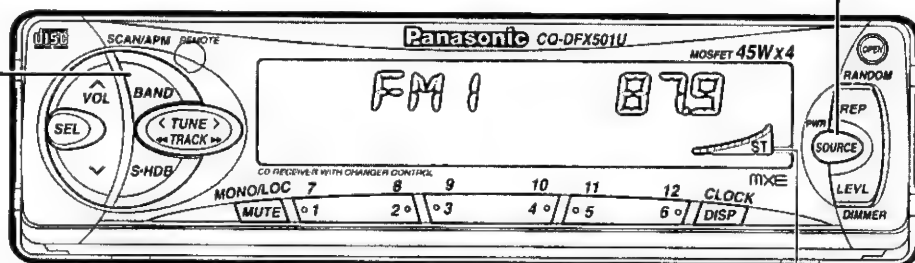 disc
SCAN/APM REMOTE
Panasonic CQ-DFX501U
MOSFET 45W x 4
OPEN
RANDOM
VOL
BAND
FM1 87.9
REP
PWR
SEL
< TUNE >
TRACK
ST
SOURCE
S·HDB
CD RECEIVER WITH CHANGER CONTROL
MXE
LEVL
MONO/LOC 7 8 9 10 11 12 CLOCK
MUTE 1 2 3 4 5 6 DISP
DIMMER